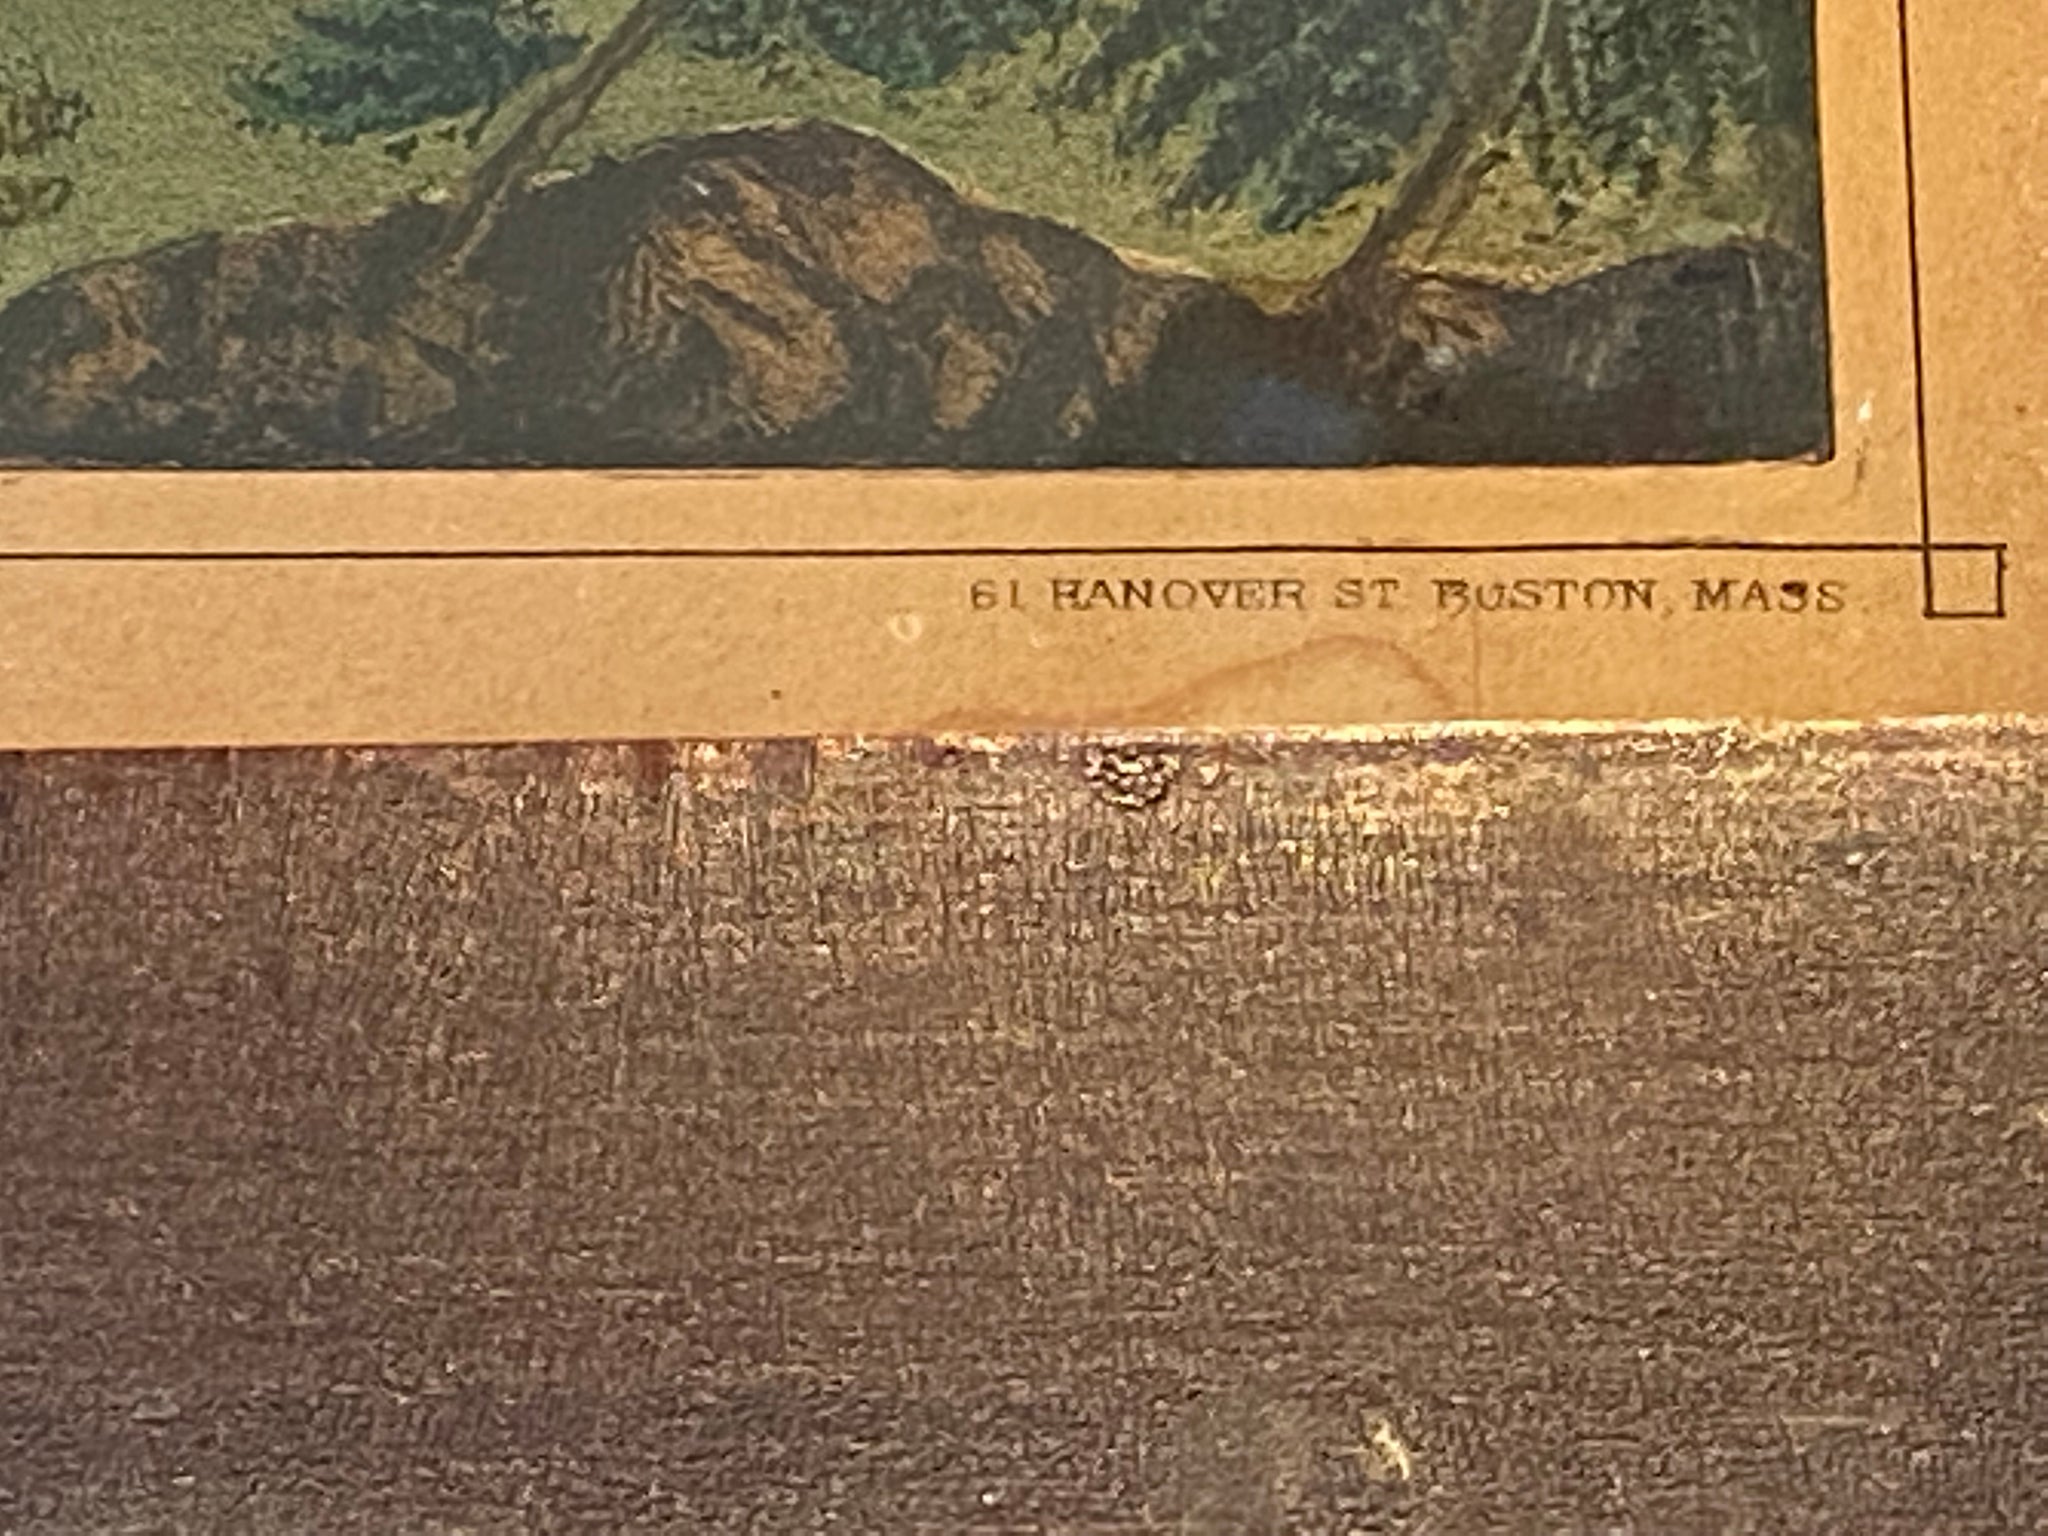 61 HANOVER ST. BOSTON, MASS.